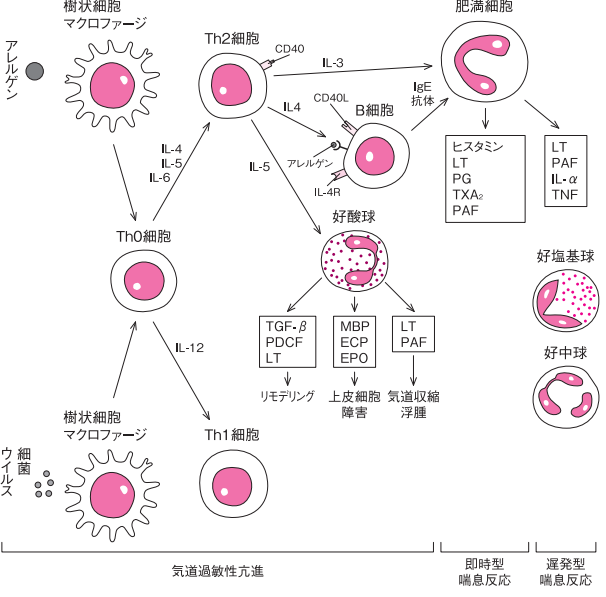 樹状細胞
マクロファージ
アレルゲン
Th2細胞
CD40
IL-3
肥満細胞
IL4
CD40L
B細胞
IgE
抗体
アレルゲン
IL-4R
IL-4
IL-5
IL-6
IL-5
ヒスタミン
LT
PG
TXA₂
PAF
LT
PAF
IL-α
TNF
Th0細胞
好酸球
好塩基球
TGF-β
PDCF
LT
MBP
ECP
EPO
LT
PAF
IL-12
リモデリング
上皮細胞
障害
気道収縮
浮腫
好中球
樹状細胞
マクロファージ
Th1細胞
細菌
ウイルス
気道過敏性亢進
即時型
喘息反応
遅発型
喘息反応